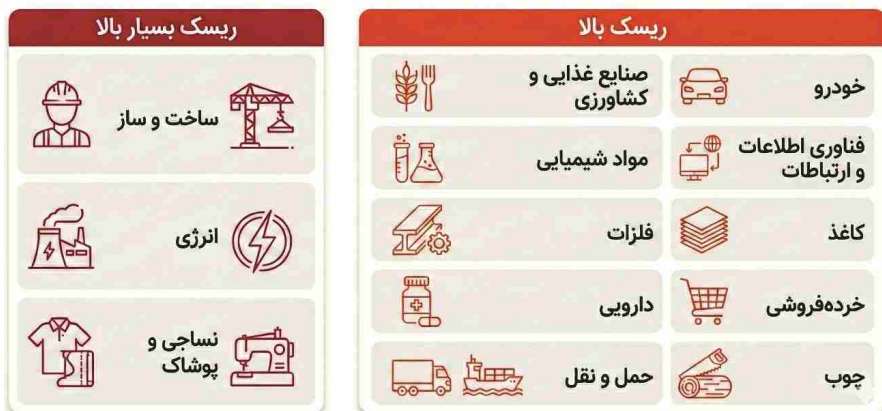 ریسک بالا
خودرو
صنایع غذایی و
کشاورزی
فناوری اطلاعات
و ارتباطات
مواد شیمیایی
کاغذ
فلزات
خرده‌فروشی
دارویی
چوب
حمل و نقل
ریسک بسیار بالا
ساخت و ساز
انرژی
نساجی و
پوشاک